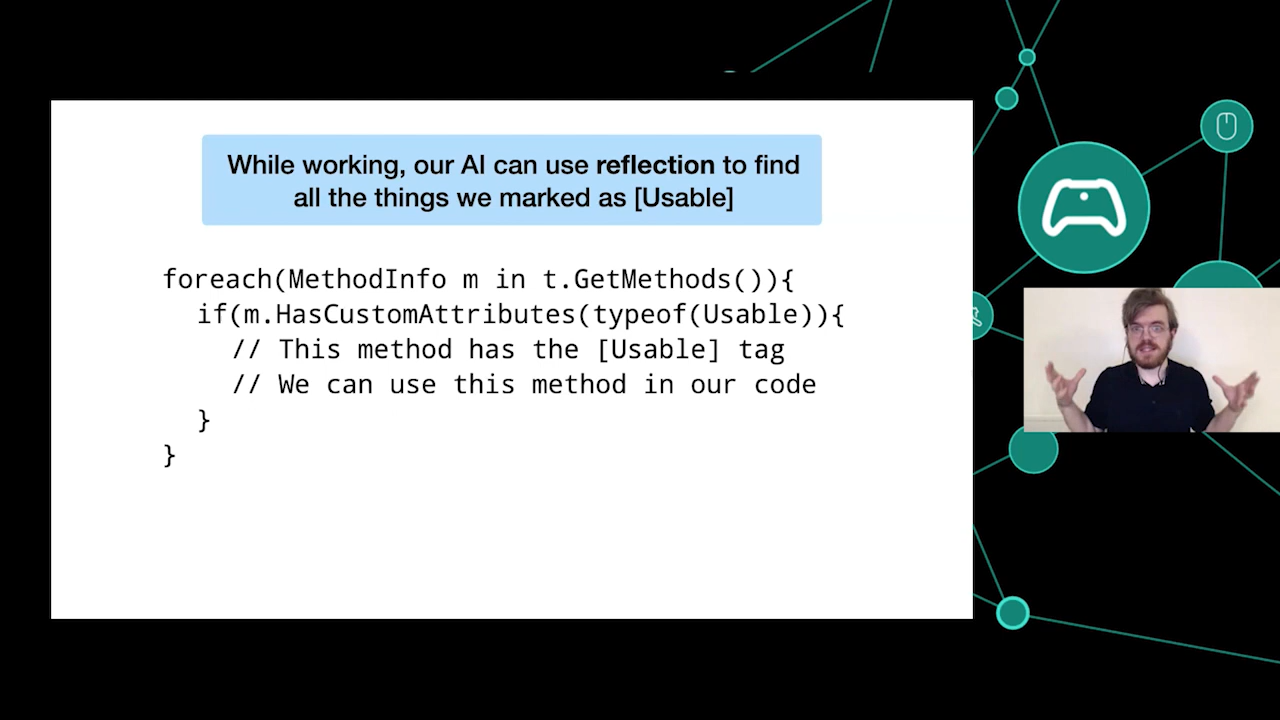 While working, our AI can use reflection to find
all the things we marked as [Usable]
foreach(MethodInfo m in t.GetMethods()){
if(m.HasCustomAttributes(typeof(Usable)){
// This method has the [Usable] tag
// We can use this method in our code
}
}